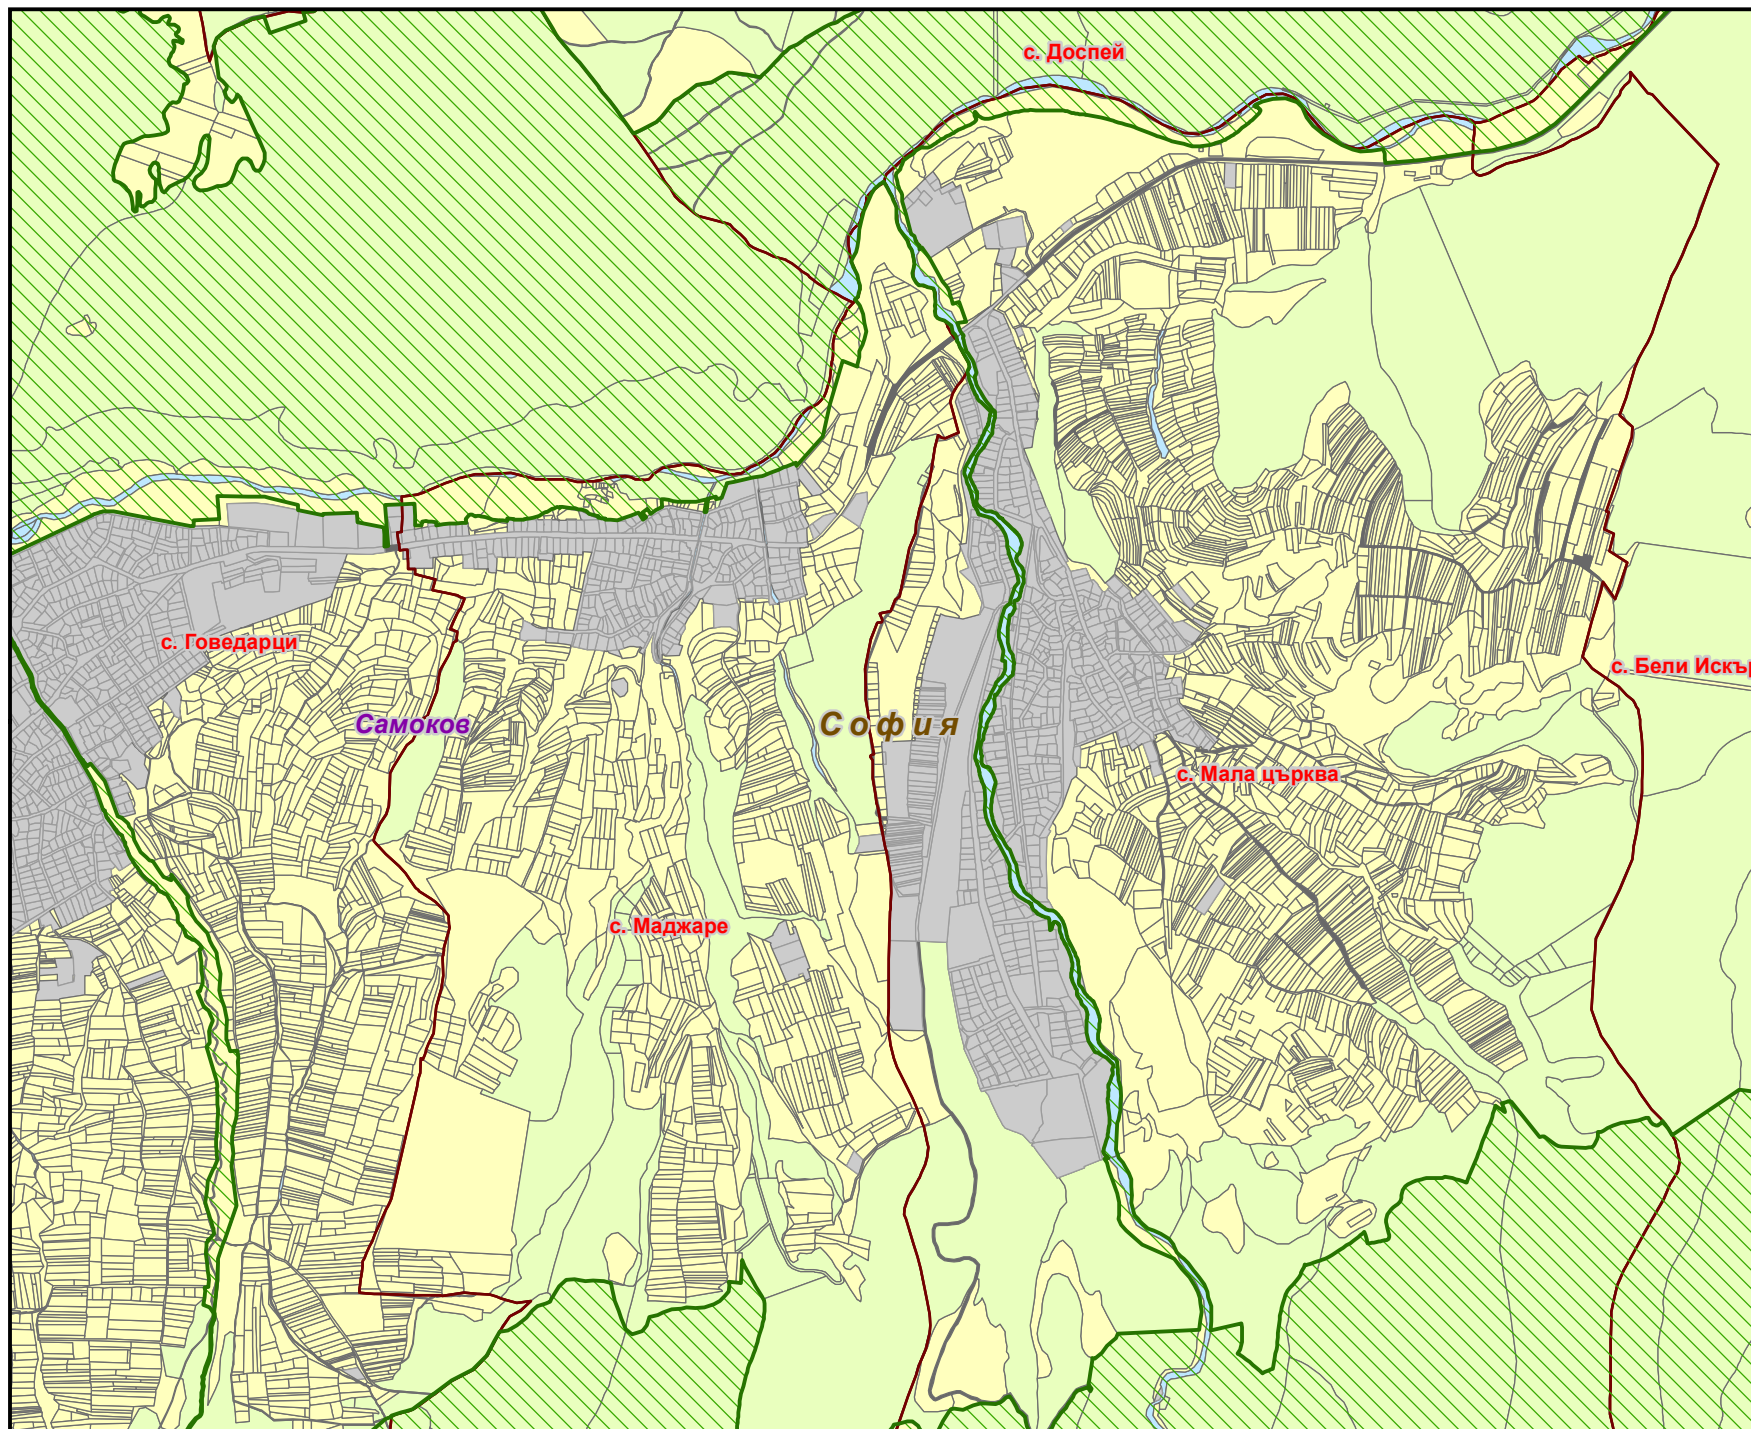 с. Доспей
с. Говедарци
с. Бели Искър
Самоков
София
с. Мала църква
с. Маджаре